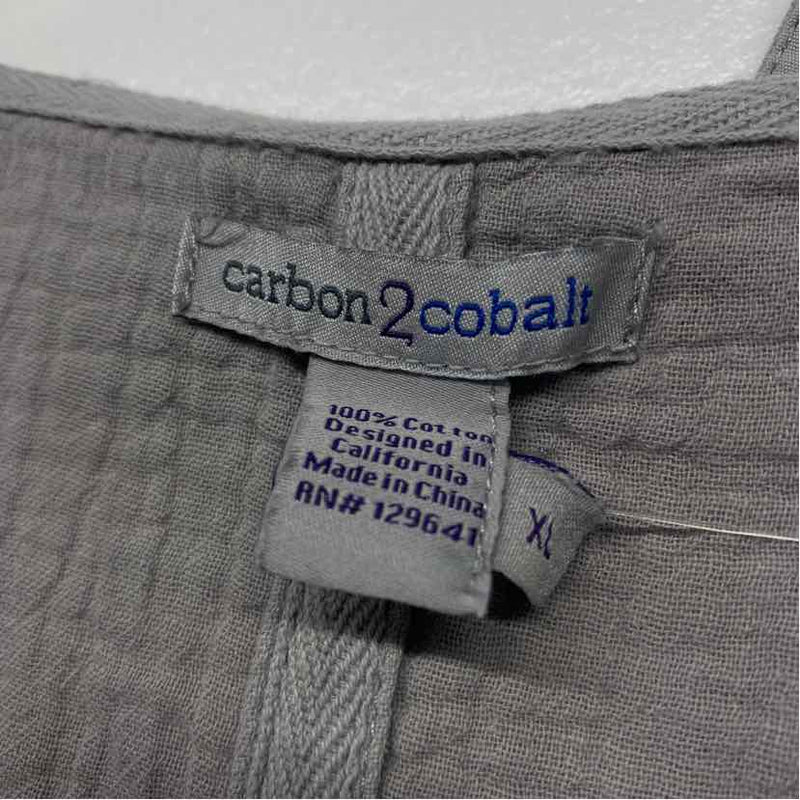 carbon2cobalt
100% Cotton
Designed in
California
Made in China
RN# 129641
XL